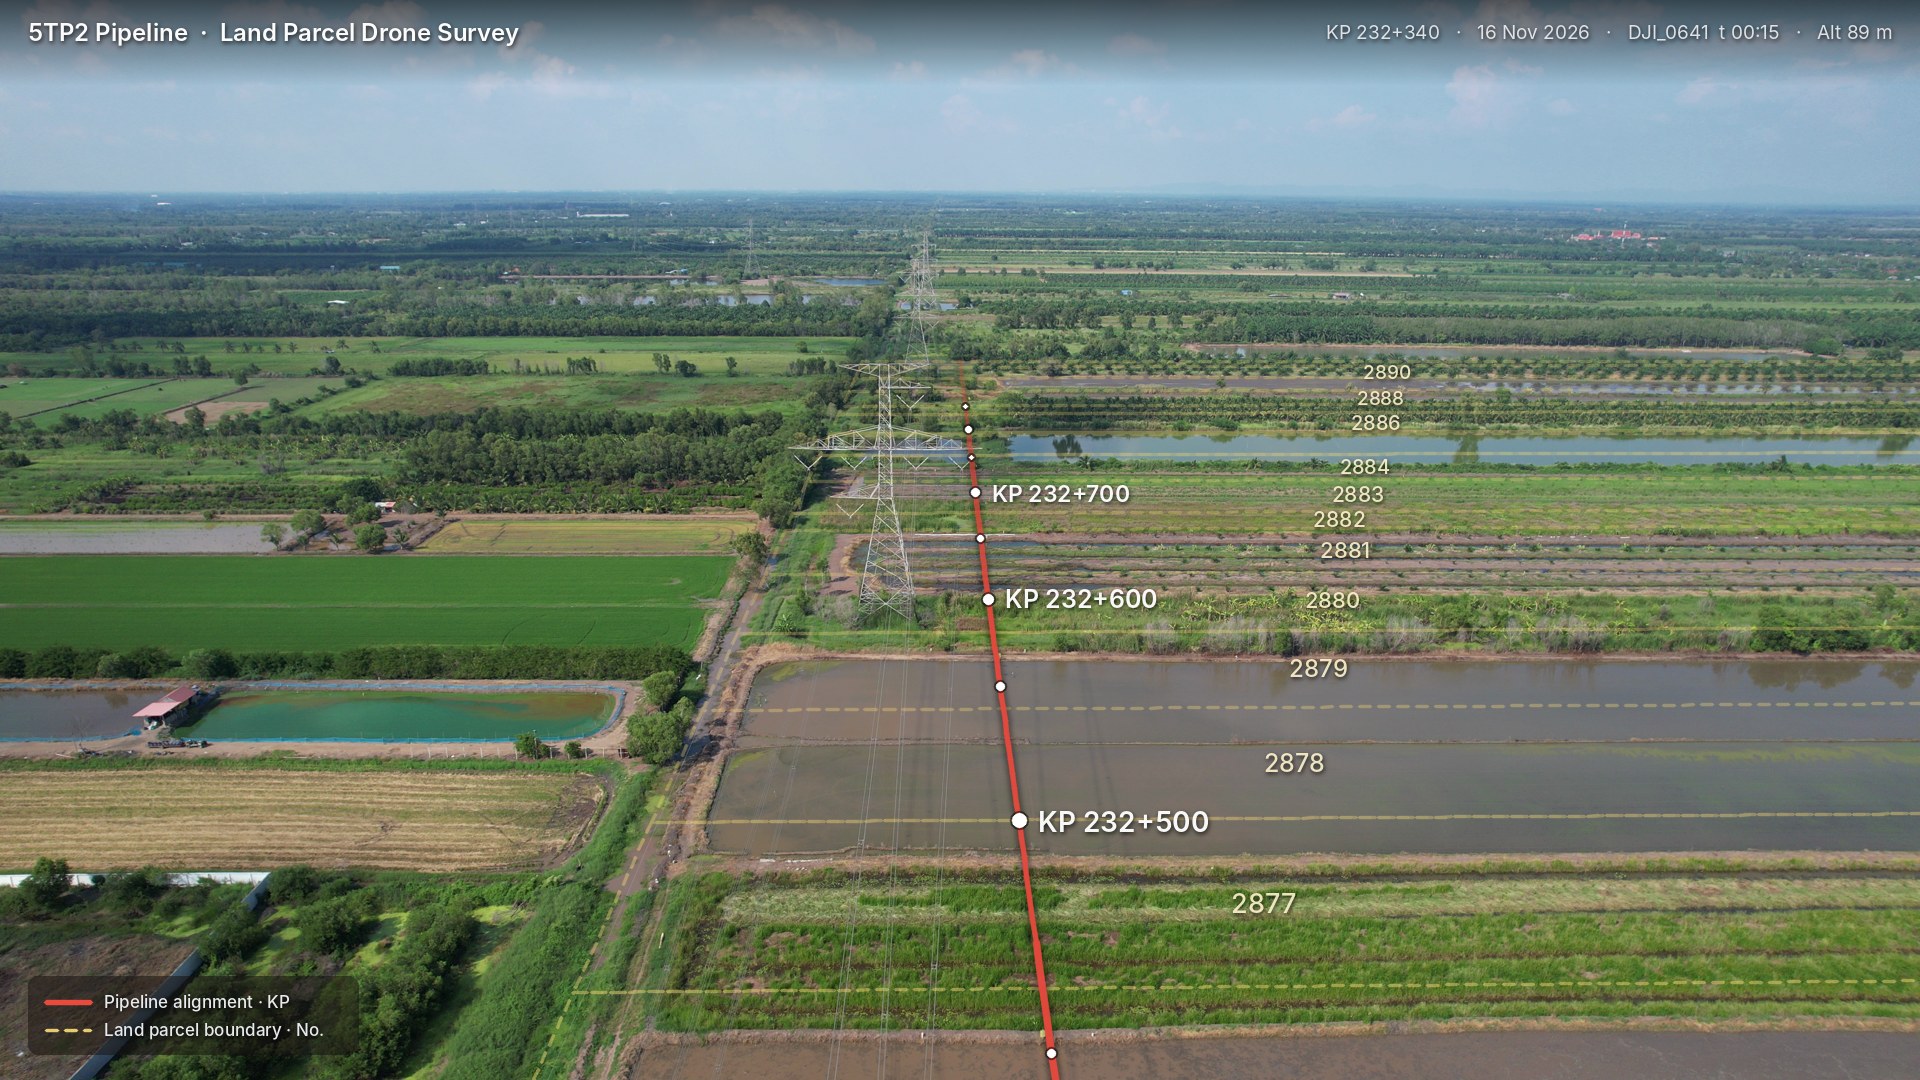 5TP2 Pipeline · Land Parcel Drone Survey
KP 232+340 · 16 Nov 2026 · DJI_0641 t 00:15 · Alt 89 m
2890
2888
2886
2884
KP 232+700
2883
2882
2881
KP 232+600
2880
2879
2878
KP 232+500
2877
Pipeline alignment · KP
Land parcel boundary · No.